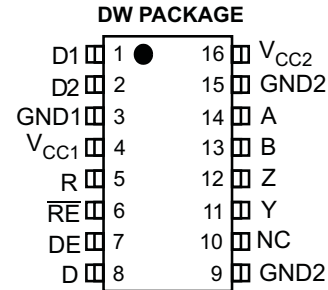 DW PACKAGE
D1 1 16 VCC2
D2 2 15 GND2
GND1 3 14 A
VCC1 4 13 B
R 5 12 Z
R̅E̅ 6 11 Y
DE 7 10 NC
D 8 9 GND2